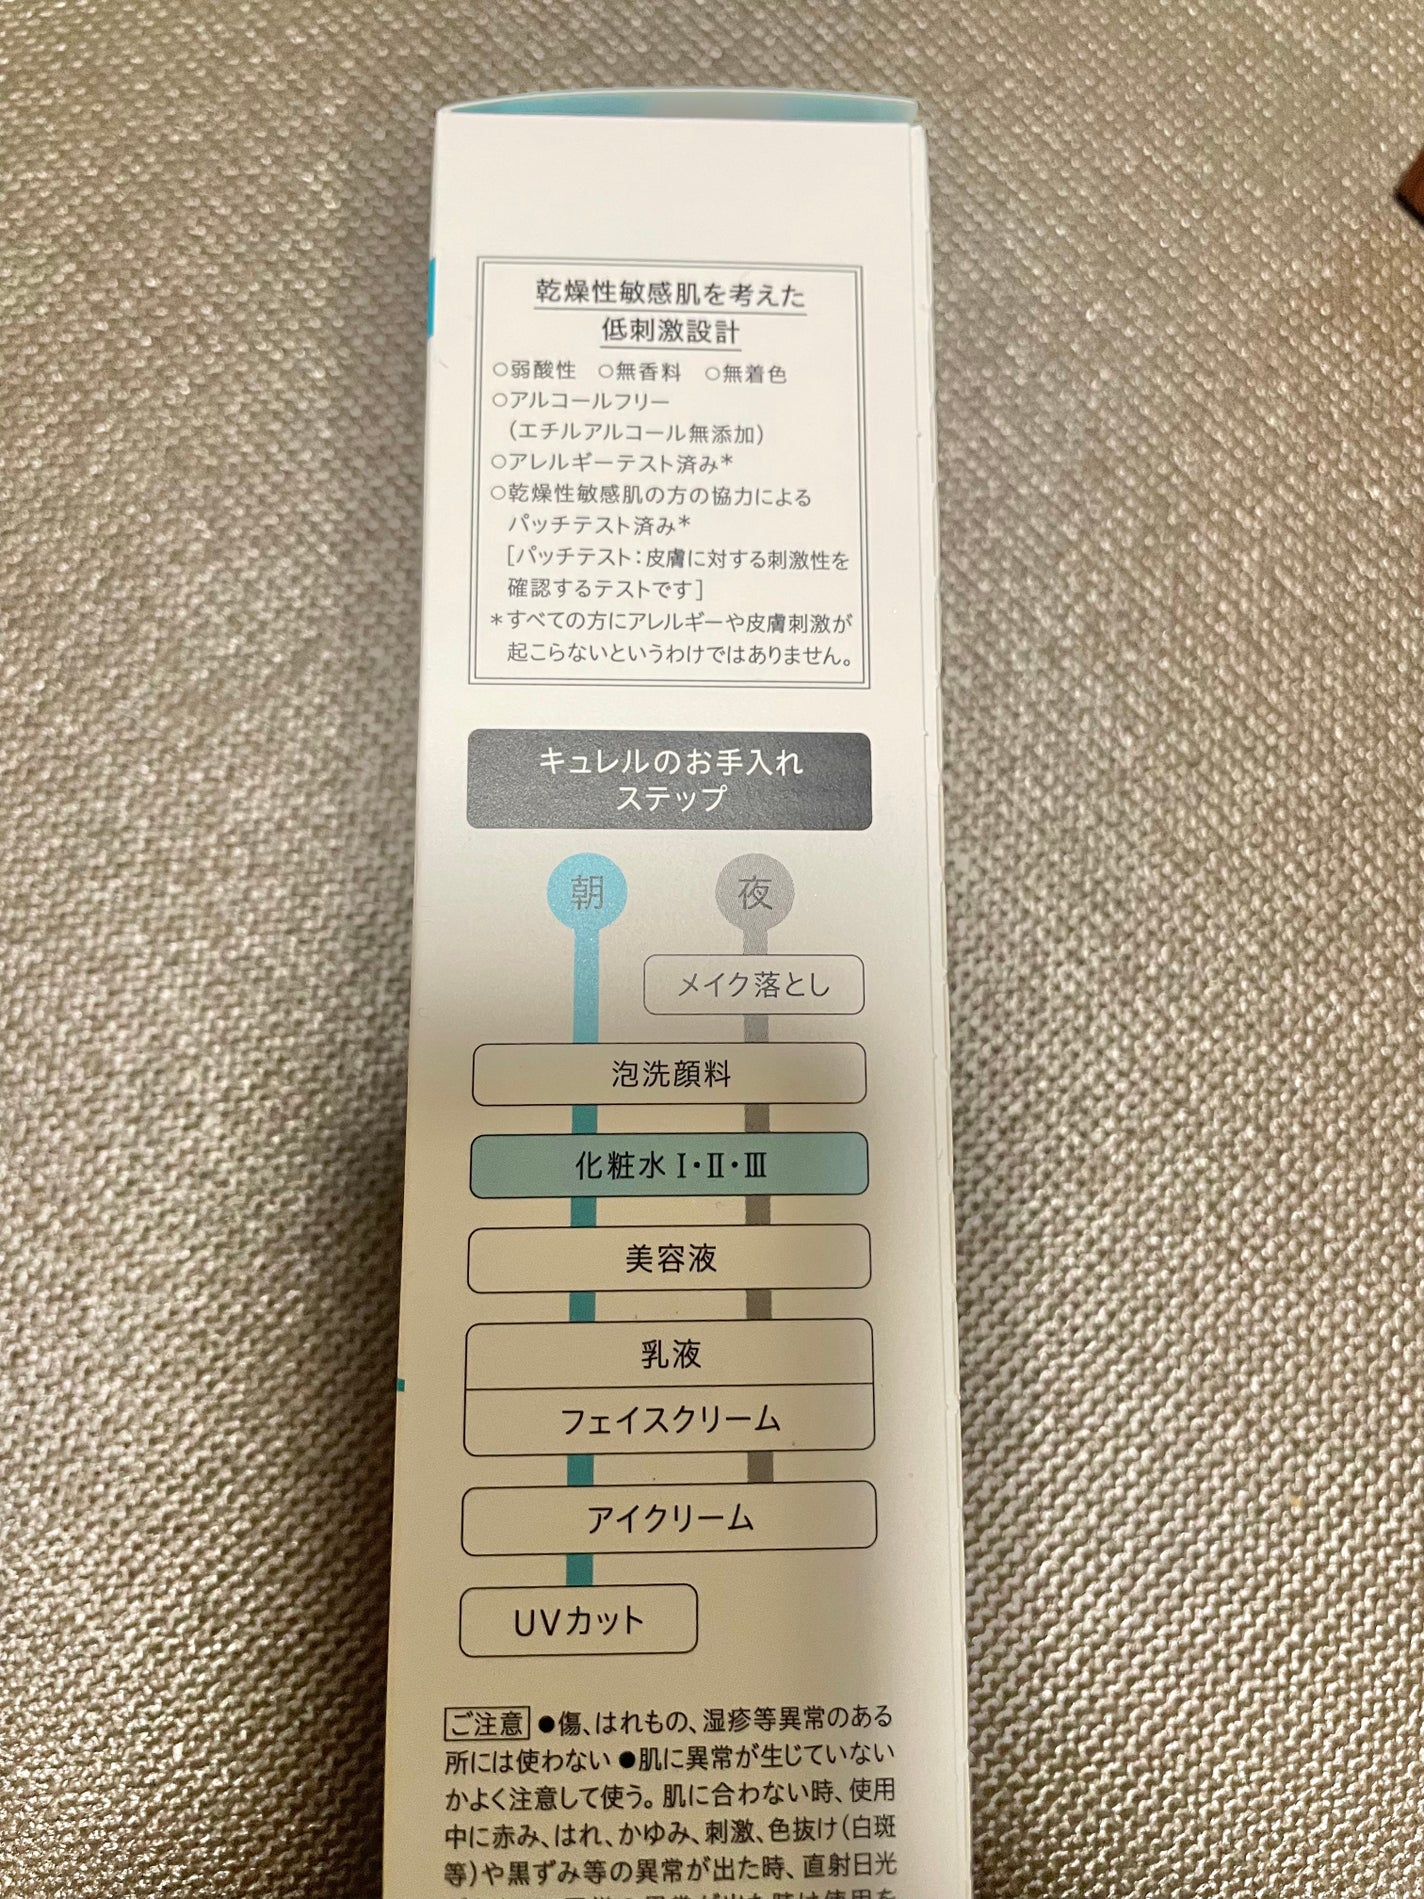 乾燥性敏感肌を考えた
低刺激設計
○弱酸性 ○無香料 ○無着色
○アルコールフリー
(エチルアルコール無添加)
○アレルギーテスト済み*
○乾燥性敏感肌の方の協力による
パッチテスト済み*
[パッチテスト:皮膚に対する刺激性を
確認するテストです]
*すべての方にアレルギーや皮膚刺激が
起こらないというわけではありません。
キュレルのお手入れ
ステップ
朝 夜
メイク落とし
泡洗顔料
化粧水 Ⅰ・Ⅱ・Ⅲ
美容液
乳液
フェイスクリーム
アイクリーム
UVカット
ご注意 ●傷、はれもの、湿疹等異常のある
所には使わない ●肌に異常が生じていない
かよく注意して使う。肌に合わない時、使用
中に赤み、はれ、かゆみ、刺激、色抜け(白斑
等)や黒ずみ等の異常が出た時、直射日光